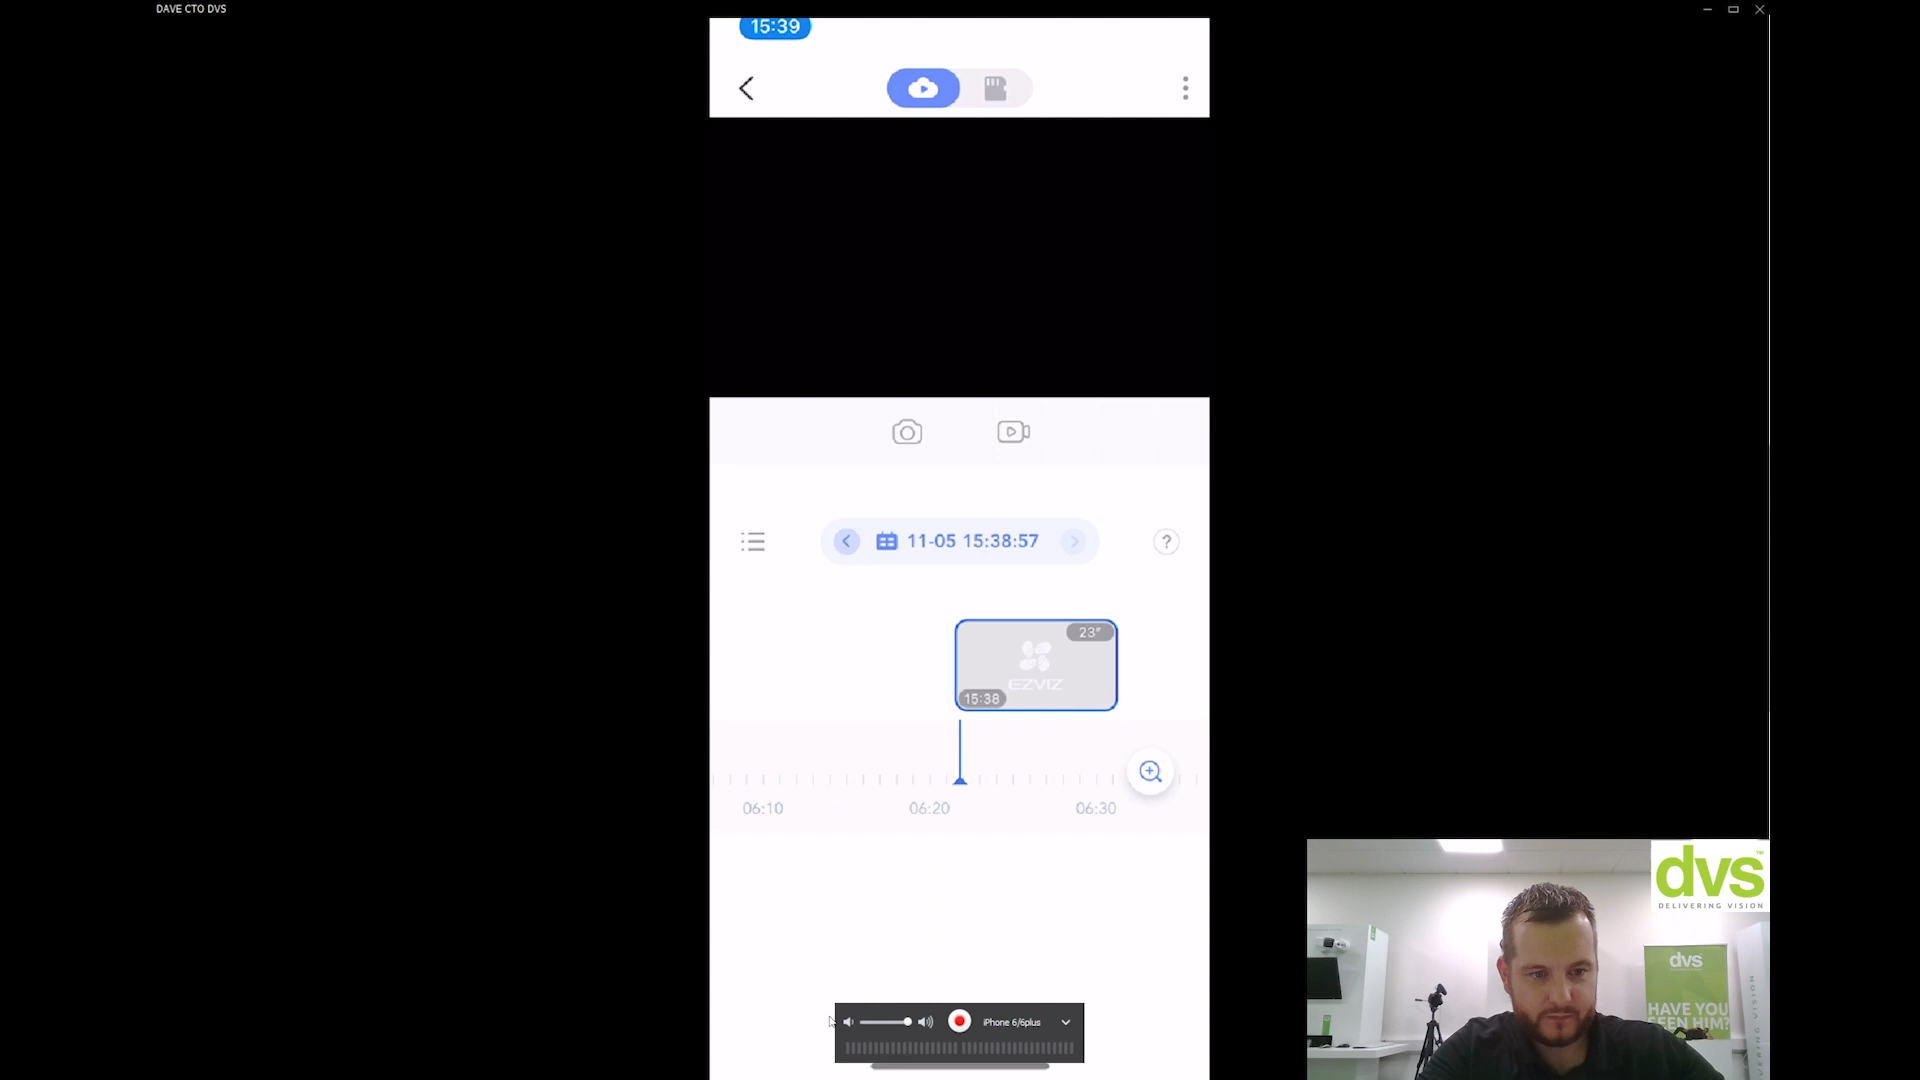 DAVE CTO DVS
15:39
11-05 15:38:57
?
23"
EZVIZ
15:38
06:10
06:20
06:30
iPhone 6/6plus
dvs™
DELIVERING VISION
dvs
HAVE YOU
SEEN HIM?